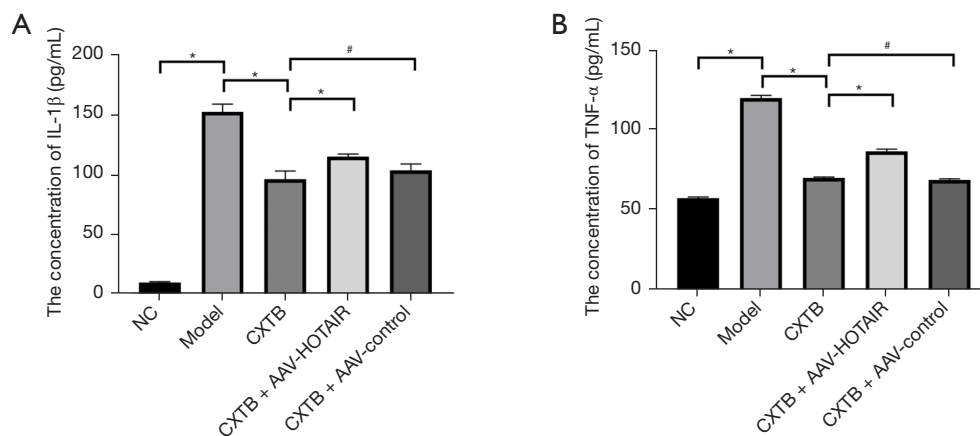 A
The concentration of IL-1β (pg/mL)
200
150
100
50
0
*
*
#
*
NC
Model
CXTB
CXTB + AAV-HOTAIR
CXTB + AAV-control
B
The concentration of TNF-α (pg/mL)
150
100
50
0
*
*
#
*
NC
Model
CXTB
CXTB + AAV-HOTAIR
CXTB + AAV-control